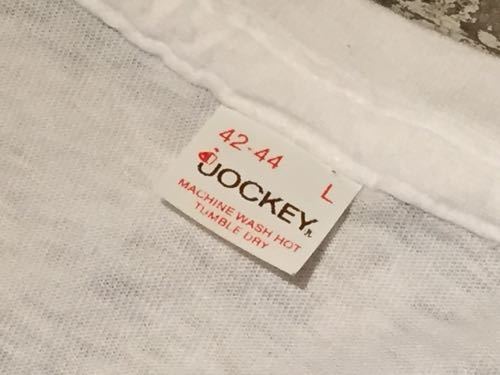 42-44 L
JOCKEY
MACHINE WASH HOT
TUMBLE DRY